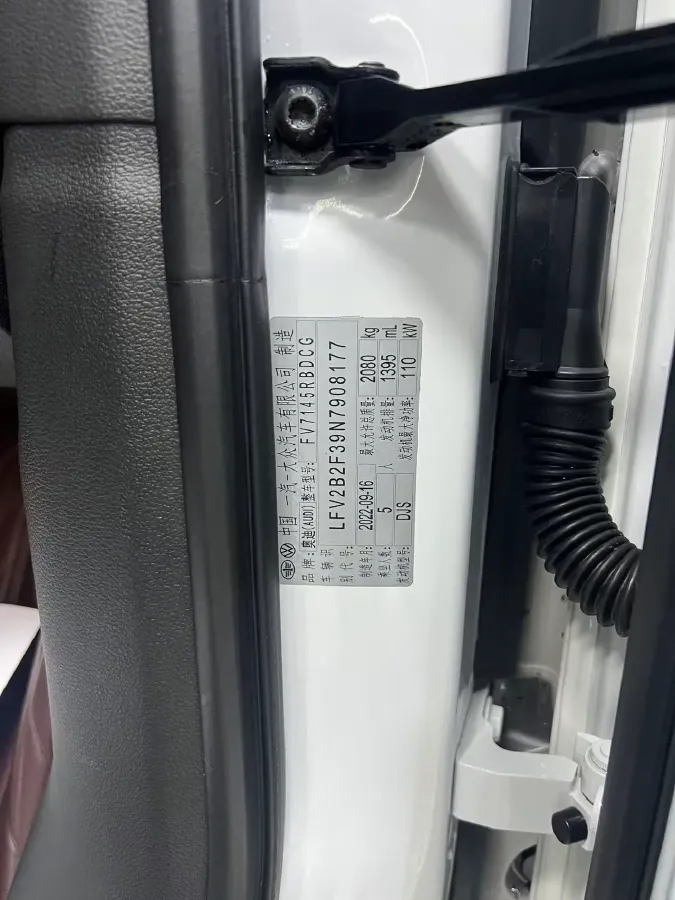 中国 一汽-大众汽车有限公司 制造
品牌: 奥迪(AUDI) 整车型号: FV7145RBDCG
车辆识别代号: LFV2B2F39N7908177
制造年月: 2022-09-16 最大允许总质量: 2080 kg
乘坐人数: 5 人 发动机排量: 1395 mL
发动机型号: DJS 发动机最大净功率: 110 kW